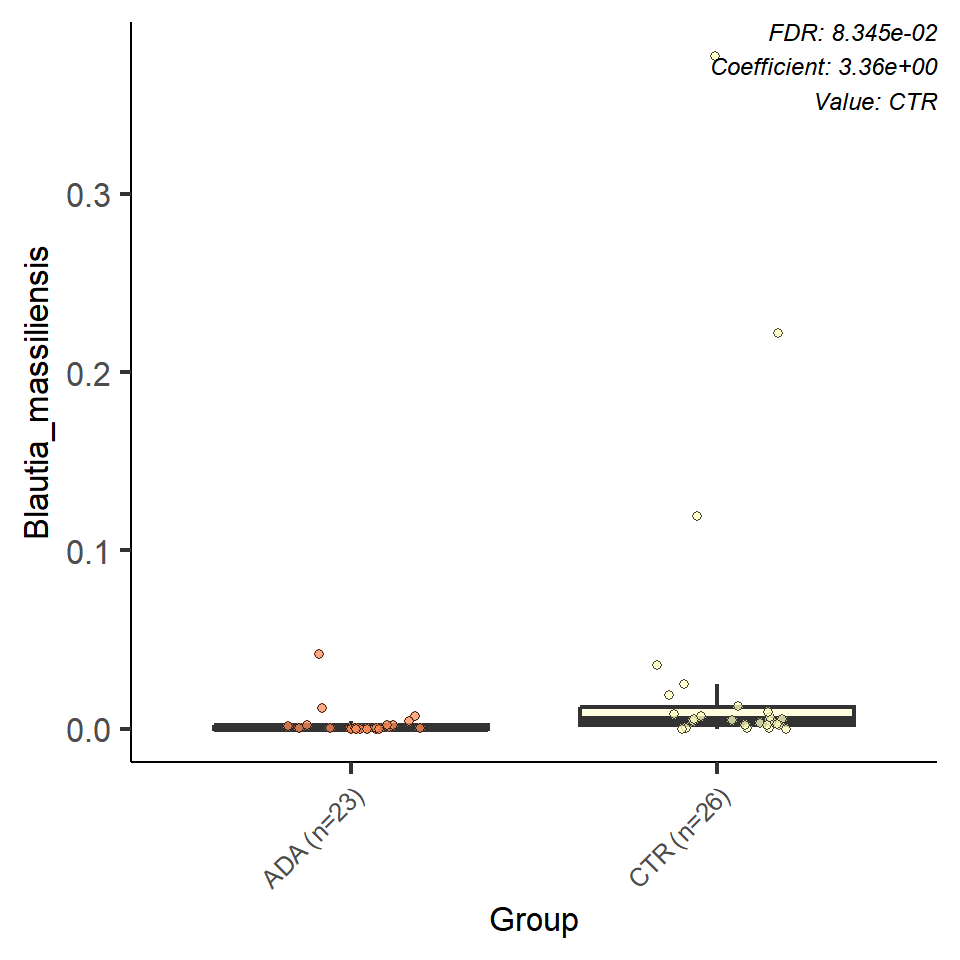 FDR: 8.345e-02
Coefficient: 3.36e+00
Value: CTR
Blautia_massiliensis
0.3
0.2
0.1
0.0
ADA (n=23)
CTR (n=26)
Group